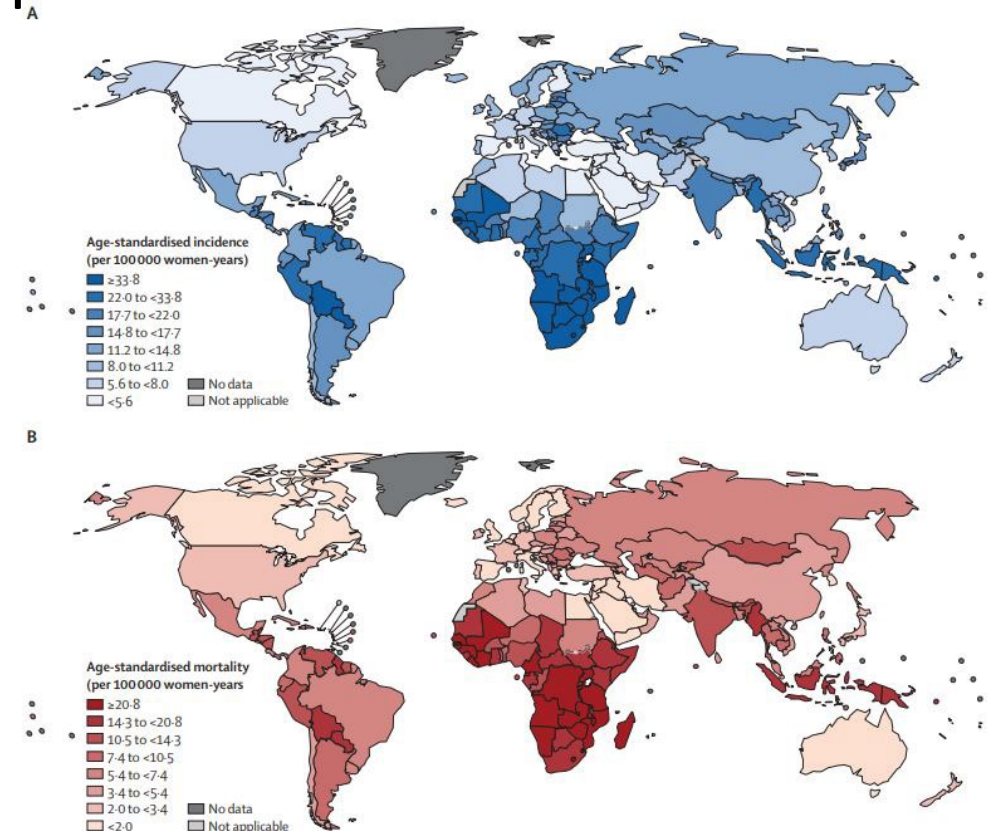 A
Age-standardised incidence
(per 100 000 women-years)
≥33·8
22·0 to <33·8
17·7 to <22·0
14·8 to <17·7
11.2 to <14.8
8.0 to <11.2
5.6 to <8.0
<5·6
No data
Not applicable
B
Age-standardised mortality
(per 100 000 women-years
≥20·8
14·3 to <20·8
10·5 to <14·3
7·4 to <10·5
5·4 to <7·4
3·4 to <5·4
2·0 to <3·4
<2·0
No data
Not applicable